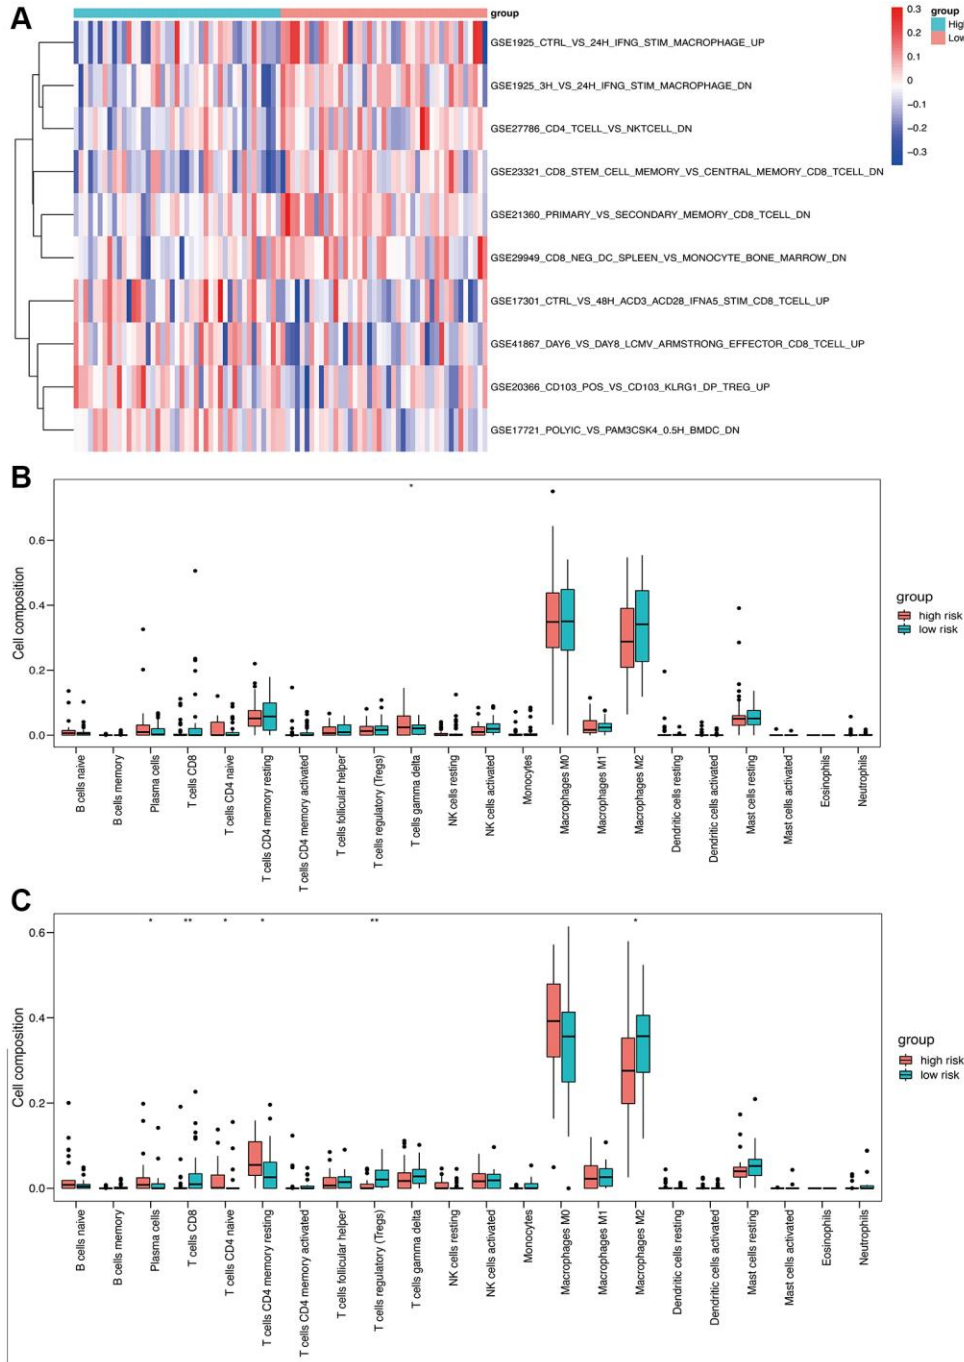 A
group
GSE1925_CTRL_VS_24H_IFNG_STIM_MACROPHAGE_UP
GSE1925_3H_VS_24H_IFNG_STIM_MACROPHAGE_DN
GSE27786_CD4_TCELL_VS_NKTCELL_DN
GSE23321_CD8_STEM_CELL_MEMORY_VS_CENTRAL_MEMORY_CD8_TCELL_DN
GSE21360_PRIMARY_VS_SECONDARY_MEMORY_CD8_TCELL_DN
GSE29949_CD8_NEG_DC_SPLEEN_VS_MONOCYTE_BONE_MARROW_DN
GSE17301_CTRL_VS_48H_ACD3_ACD28_IFNA5_STIM_CD8_TCELL_UP
GSE41867_DAY6_VS_DAY8_LCMV_ARMSTRONG_EFFECTOR_CD8_TCELL_UP
GSE20366_CD103_POS_VS_CD103_KLRG1_DP_TREG_UP
GSE17721_POLYIC_VS_PAM3CSK4_0.5H_BMDC_DN
0.3
0.2
0.1
0
−0.1
−0.2
−0.3
group
High
Low
B
*
Cell composition
0.6
0.4
0.2
0.0
B cells naive
B cells memory
Plasma cells
T cells CD8
T cells CD4 naive
T cells CD4 memory resting
T cells CD4 memory activated
T cells follicular helper
T cells regulatory (Tregs)
T cells gamma delta
NK cells resting
NK cells activated
Monocytes
Macrophages M0
Macrophages M1
Macrophages M2
Dendritic cells resting
Dendritic cells activated
Mast cells resting
Mast cells activated
Eosinophils
Neutrophils
group
high risk
low risk
C
* ** * * ** *
Cell composition
0.6
0.4
0.2
0.0
B cells naive
B cells memory
Plasma cells
T cells CD8
T cells CD4 naive
T cells CD4 memory resting
T cells CD4 memory activated
T cells follicular helper
T cells regulatory (Tregs)
T cells gamma delta
NK cells resting
NK cells activated
Monocytes
Macrophages M0
Macrophages M1
Macrophages M2
Dendritic cells resting
Dendritic cells activated
Mast cells resting
Mast cells activated
Eosinophils
Neutrophils
group
high risk
low risk